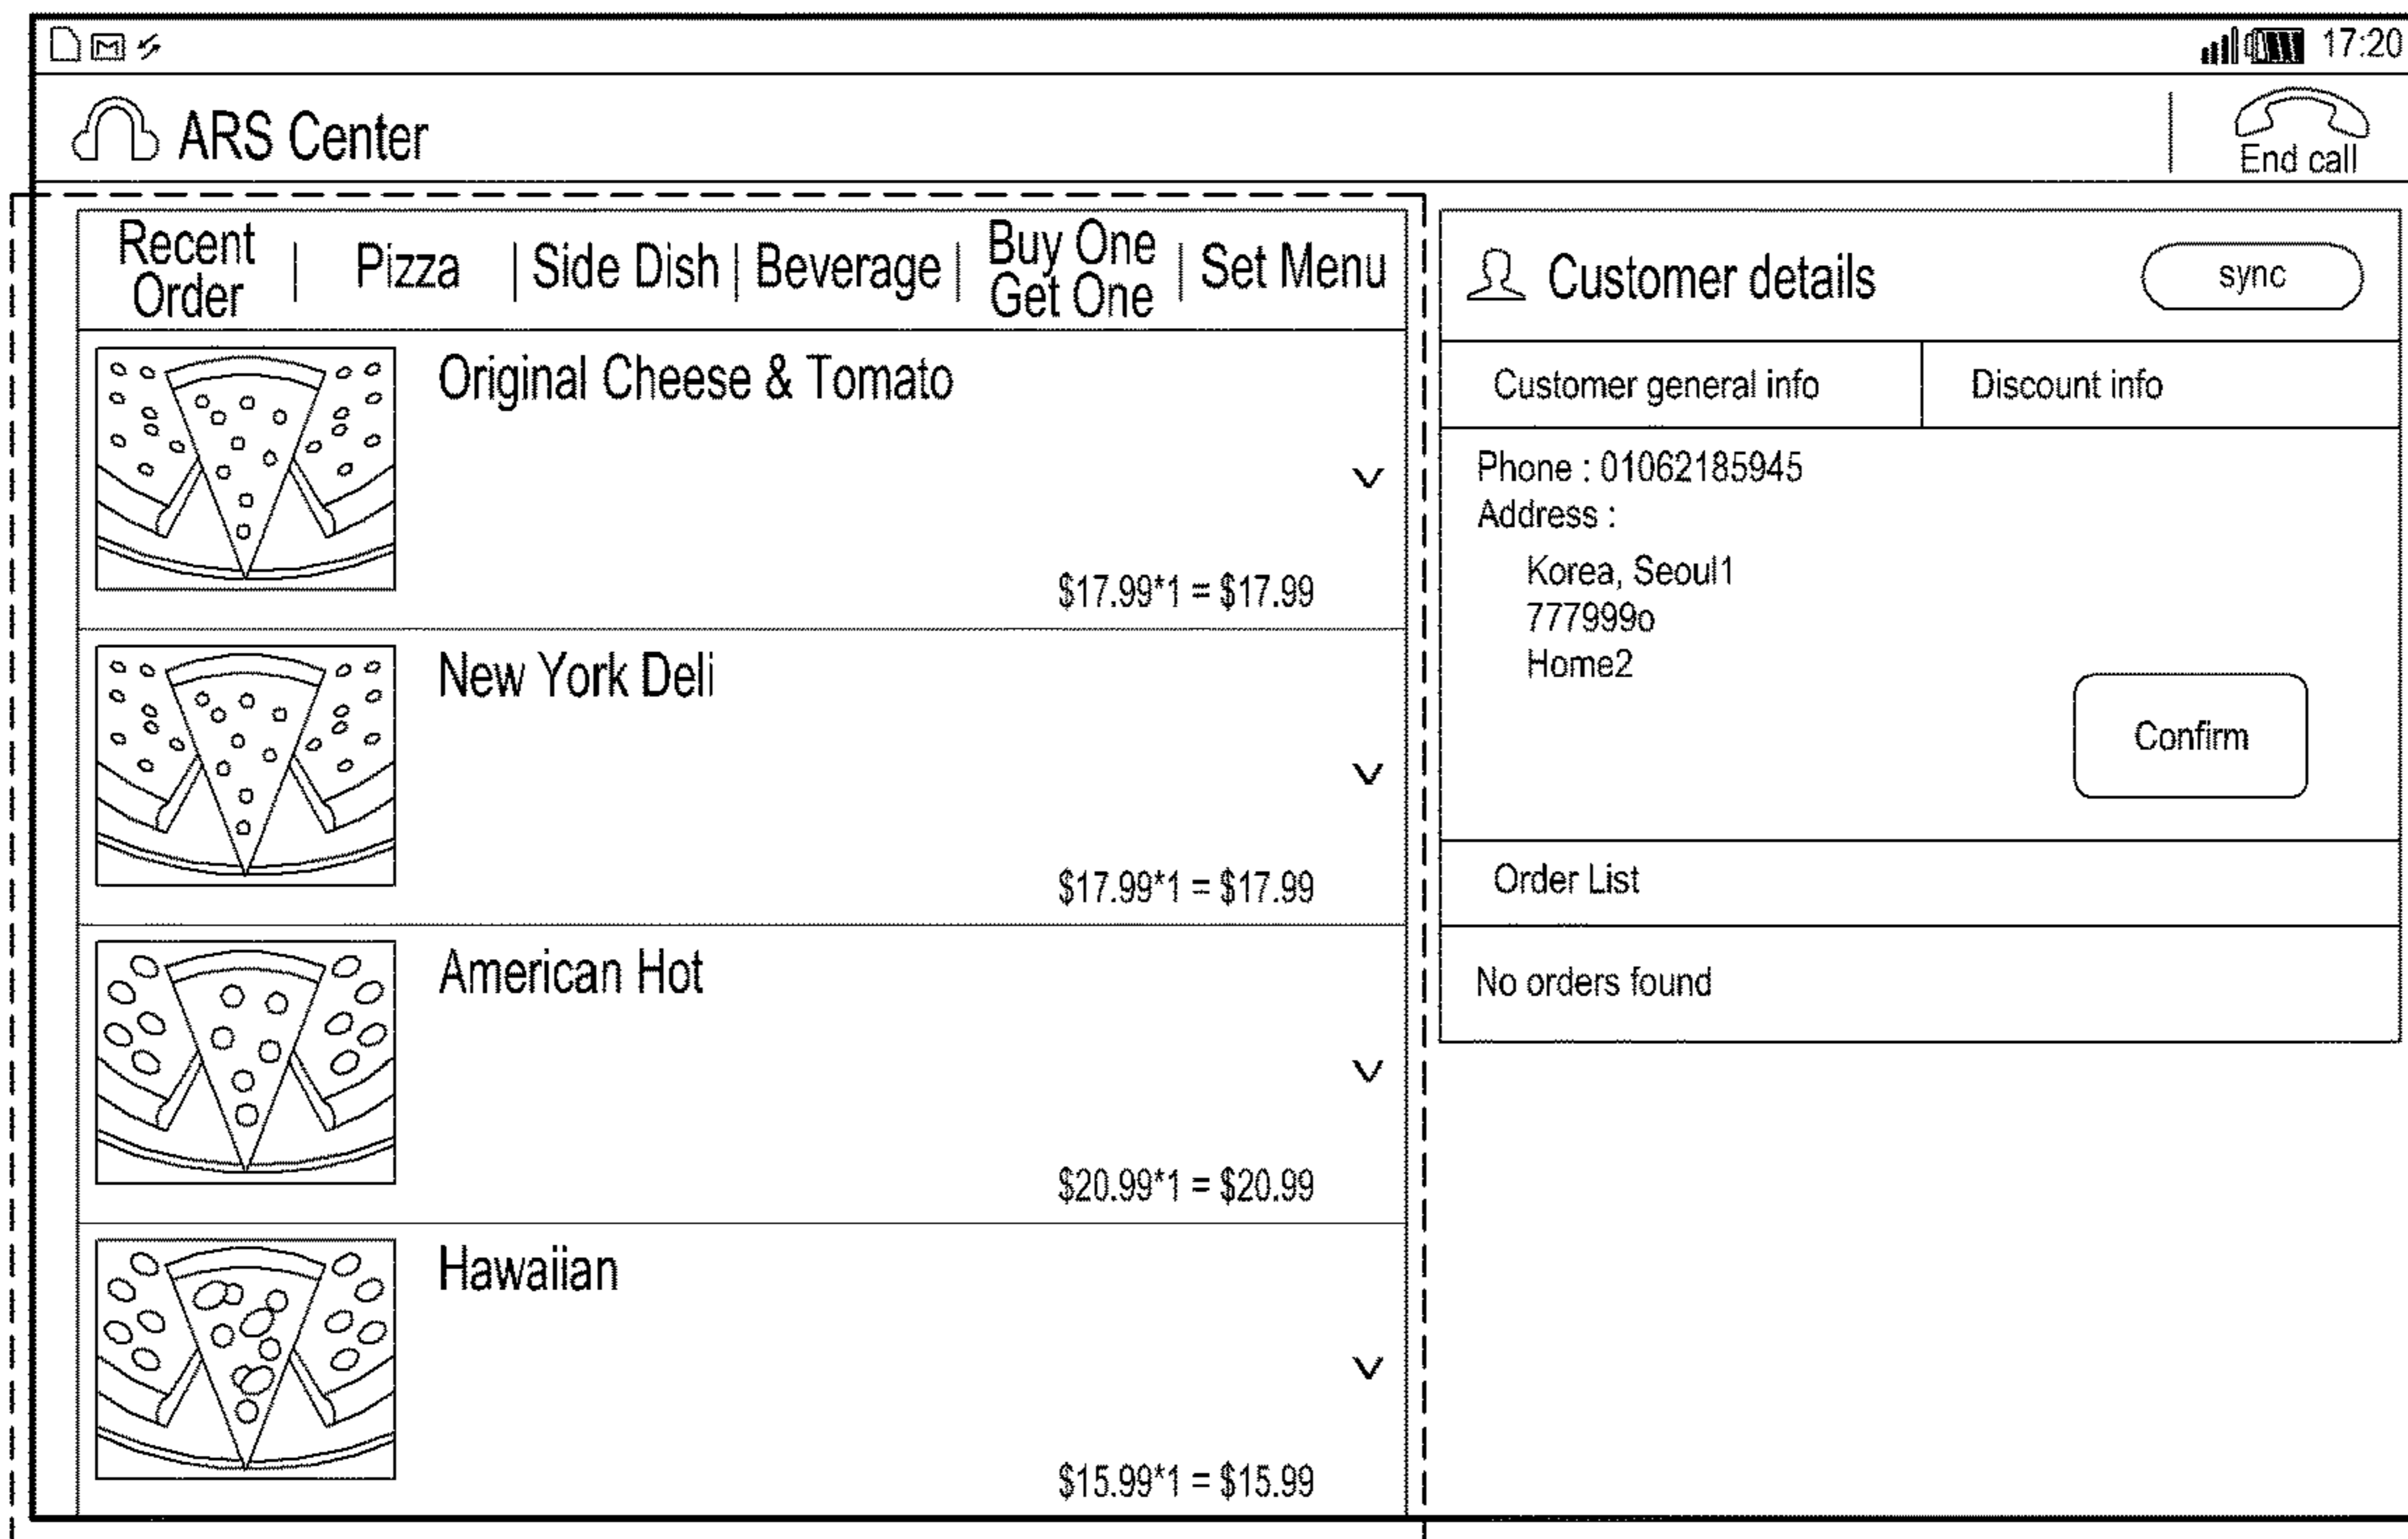 17:20
ARS Center
End call
Recent Order | Pizza | Side Dish | Beverage | Buy One Get One | Set Menu
Original Cheese & Tomato
$17.99*1 = $17.99
New York Deli
$17.99*1 = $17.99
American Hot
$20.99*1 = $20.99
Hawaiian
$15.99*1 = $15.99
Customer details
sync
Customer general info
Discount info
Phone : 01062185945
Address :
Korea, Seoul1
777999o
Home2
Confirm
Order List
No orders found